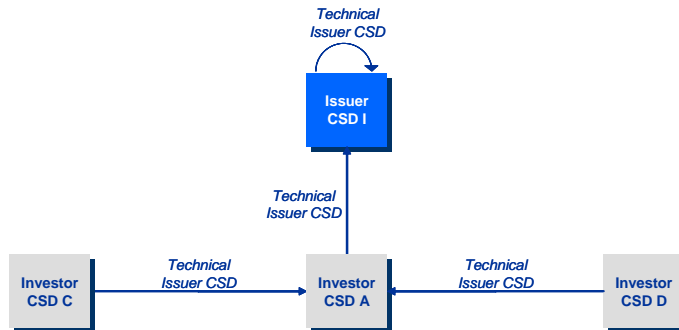 Technical
Issuer CSD
Issuer
CSD I
Technical
Issuer CSD
Technical
Issuer CSD
Technical
Issuer CSD
Investor
CSD C
Investor
CSD A
Investor
CSD D